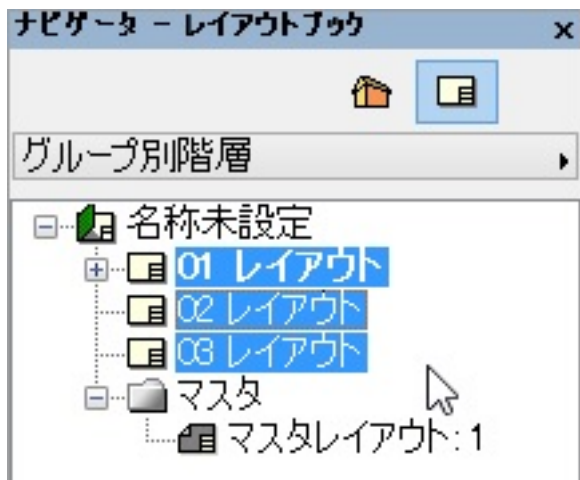 ナビゲータ - レイアウトブック
グループ別階層
名称未設定
01 レイアウト
02 レイアウト
03 レイアウト
マスタ
マスタレイアウト: 1